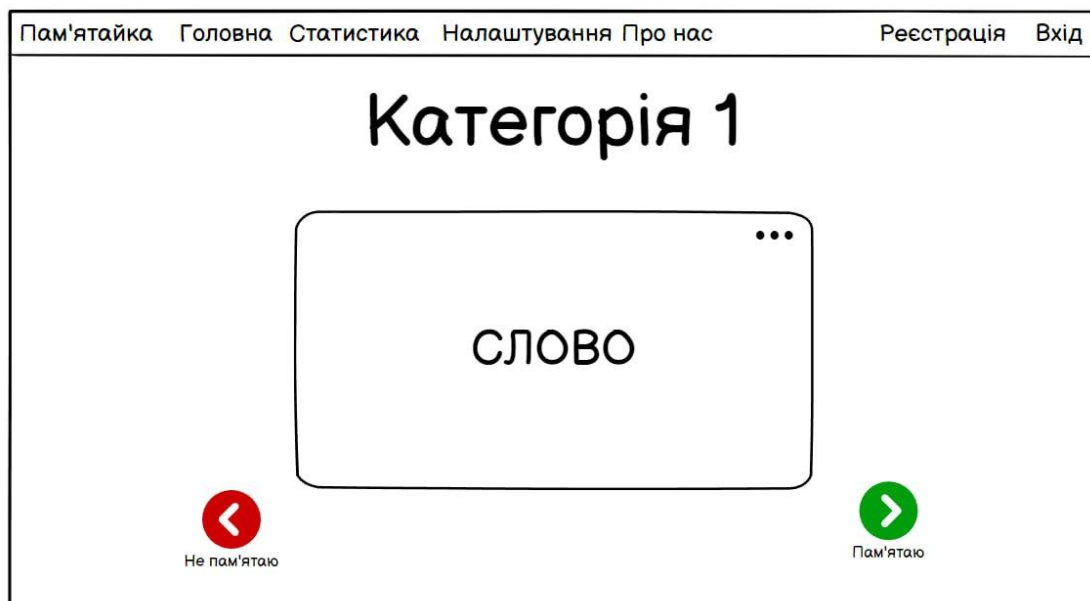 Пам'ятайка Головна Статистика Налаштування Про нас Реєстрація Вхід
Категорія 1
СЛОВО
Не пам'ятаю
Пам'ятаю